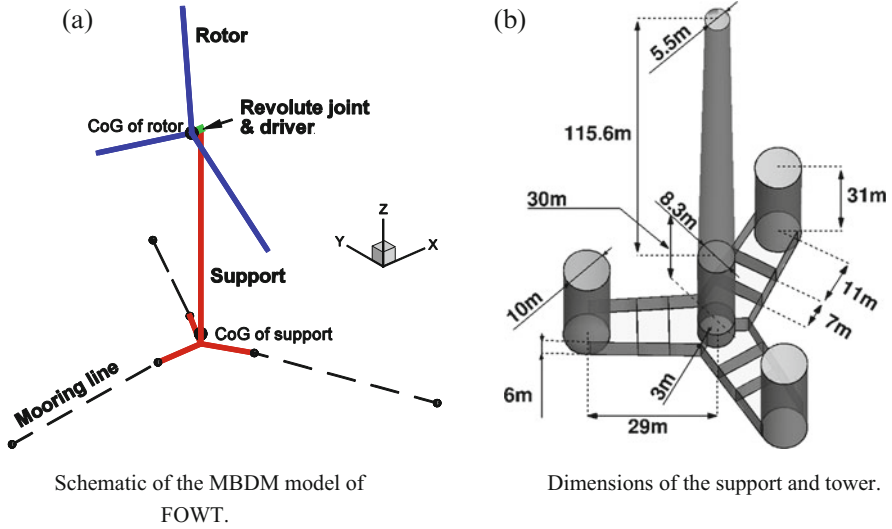 (a)
Rotor
CoG of rotor
Revolute joint
& driver
Z
Y
X
Support
CoG of support
Mooring line
Schematic of the MBDM model of
FOWT.
(b)
5.5m
115.6m
30m
8.3m
31m
10m
11m
7m
6m
3m
29m
Dimensions of the support and tower.